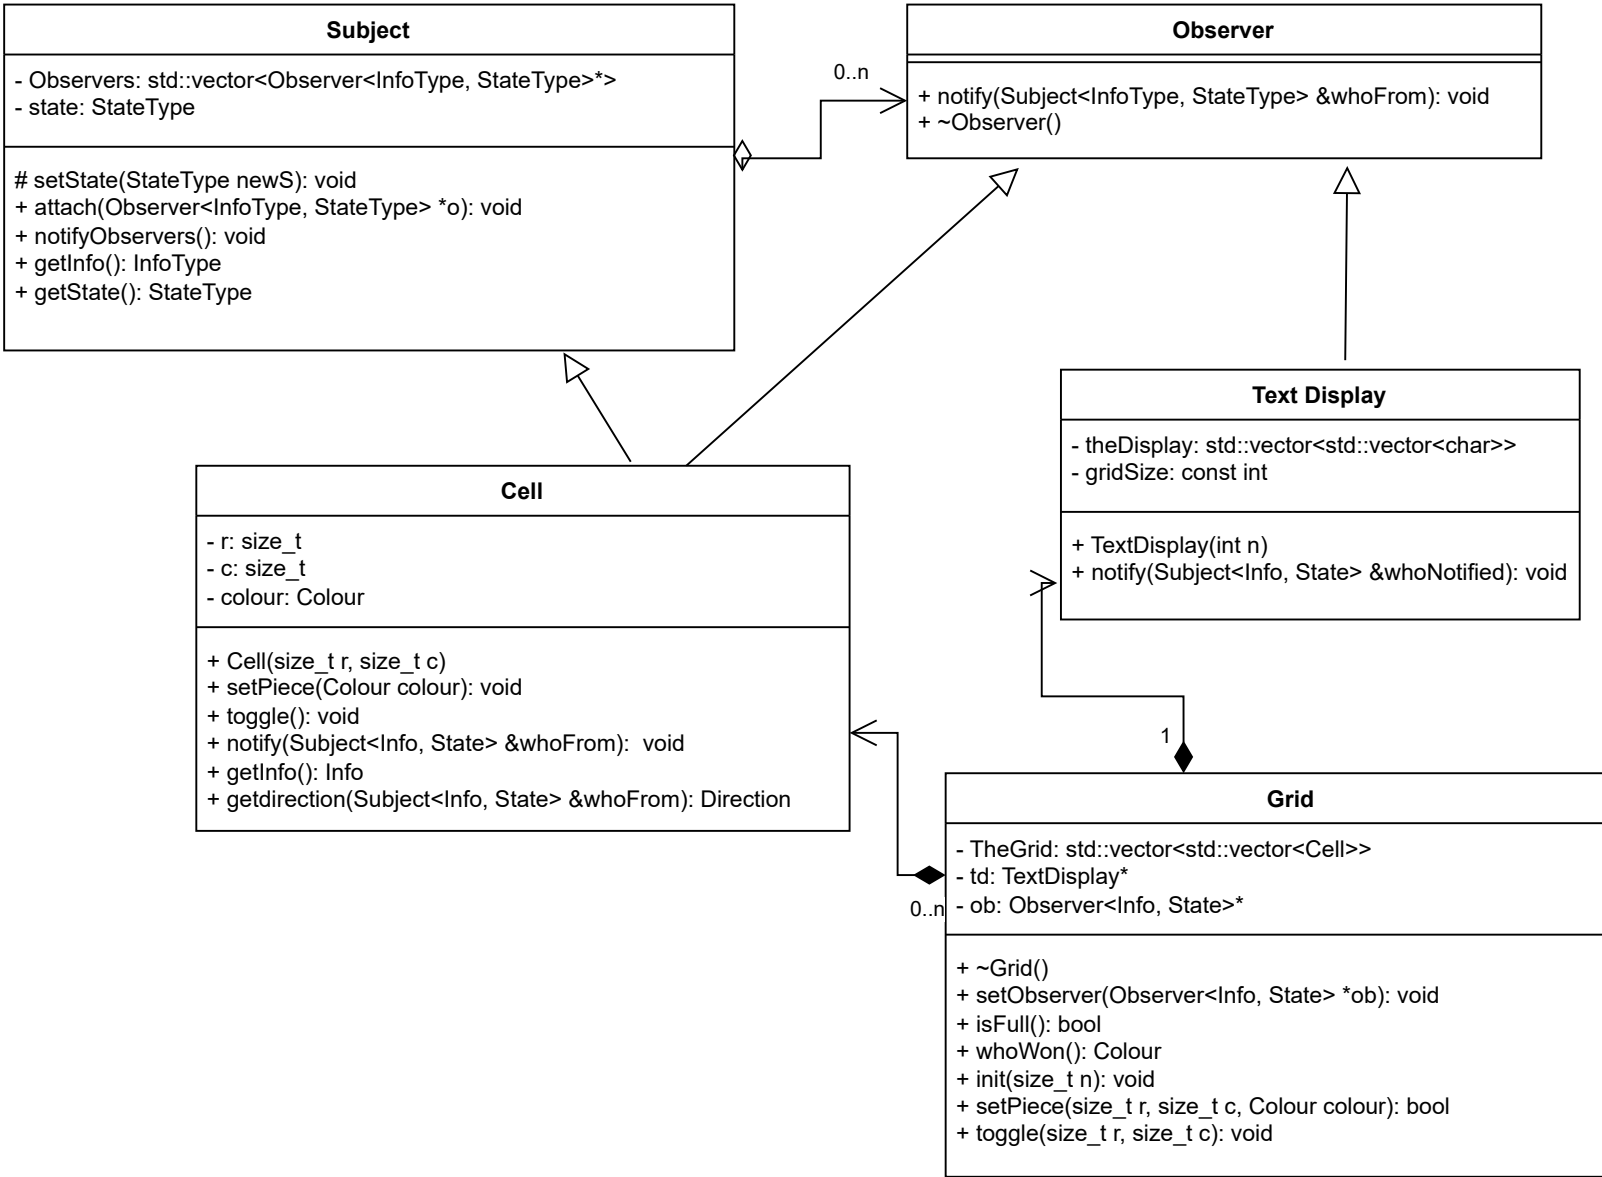 Subject
- Observers: std::vector<Observer<InfoType, StateType>*>
- state: StateType
# setState(StateType newS): void
+ attach(Observer<InfoType, StateType> *o): void
+ notifyObservers(): void
+ getInfo(): InfoType
+ getState(): StateType
0..n
Observer
+ notify(Subject<InfoType, StateType> &whoFrom): void
+ ~Observer()
Text Display
- theDisplay: std::vector<std::vector<char>>
- gridSize: const int
+ TextDisplay(int n)
+ notify(Subject<Info, State> &whoNotified): void
Cell
- r: size_t
- c: size_t
- colour: Colour
+ Cell(size_t r, size_t c)
+ setPiece(Colour colour): void
+ toggle(): void
+ notify(Subject<Info, State> &whoFrom):  void
+ getInfo(): Info
+ getdirection(Subject<Info, State> &whoFrom): Direction
1
0..n
Grid
- TheGrid: std::vector<std::vector<Cell>>
- td: TextDisplay*
- ob: Observer<Info, State>*
+ ~Grid()
+ setObserver(Observer<Info, State> *ob): void
+ isFull(): bool
+ whoWon(): Colour
+ init(size_t n): void
+ setPiece(size_t r, size_t c, Colour colour): bool
+ toggle(size_t r, size_t c): void